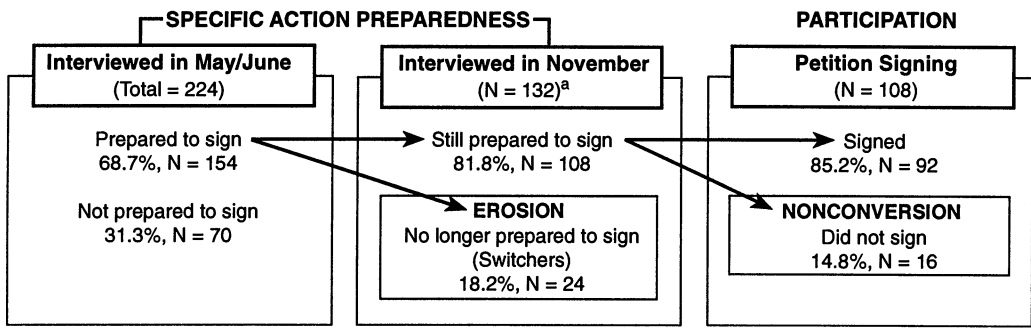 SPECIFIC ACTION PREPAREDNESS
Interviewed in May/June
(Total = 224)
Prepared to sign
68.7%, N = 154
Not prepared to sign
31.3%, N = 70
Interviewed in November
(N = 132)a
Still prepared to sign
81.8%, N = 108
EROSION
No longer prepared to sign
(Switchers)
18.2%, N = 24
PARTICIPATION
Petition Signing
(N = 108)
Signed
85.2%, N = 92
NONCONVERSION
Did not sign
14.8%, N = 16